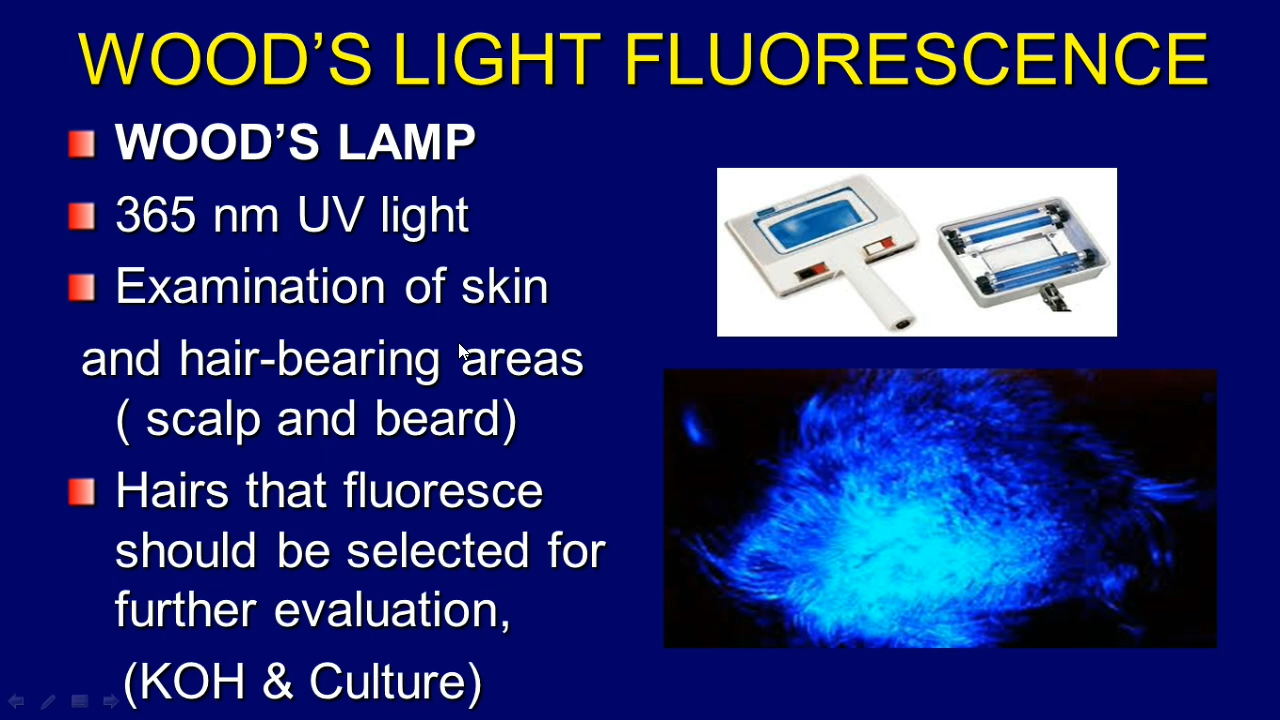 WOOD’S LIGHT FLUORESCENCE
WOOD’S LAMP
365 nm UV light
Examination of skin
and hair-bearing areas
( scalp and beard)
Hairs that fluoresce
should be selected for
further evaluation,
(KOH & Culture)